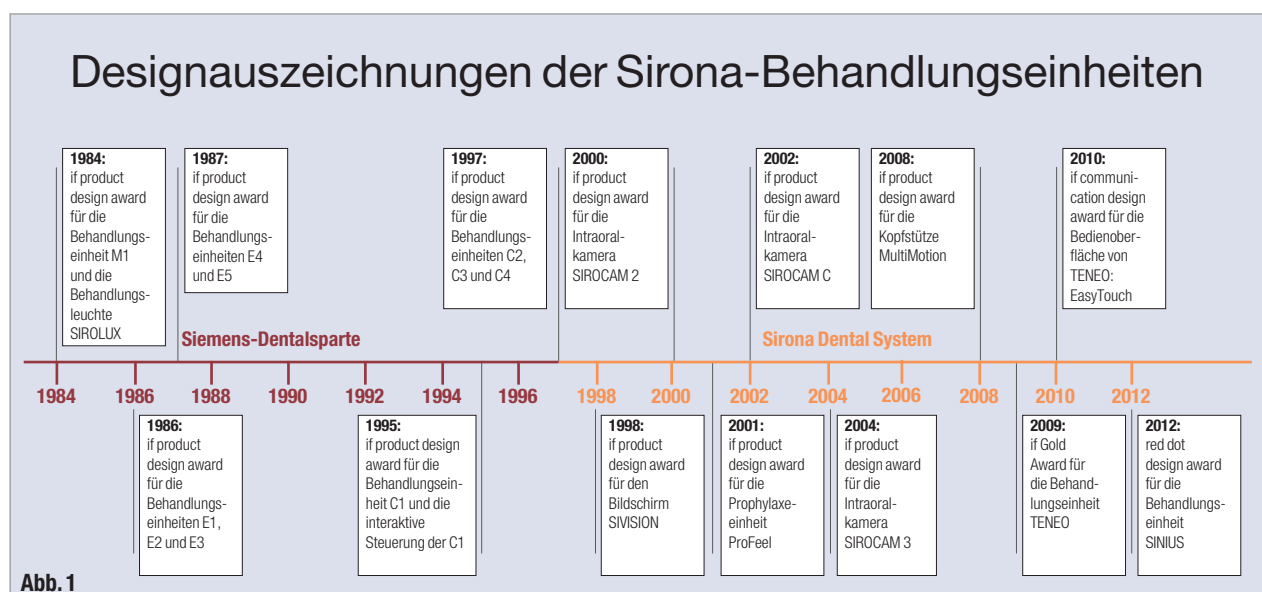 Designauszeichnungen der Sirona-Behandlungseinheiten
1984:
if product
design award
für die
Behandlungs-
einheit M1
und die
Behandlungs-
leuchte
SIROLUX
1987:
if product
design award
für die
Behandlungs-
einheiten E4
und E5
1997:
if product
design award
für die
Behandlungs-
einheiten C2,
C3 und C4
2000:
if product
design award
für die
Intraoral-
kamera
SIROCAM 2
2002:
if product
design award
für die
Intraoral-
kamera
SIROCAM C
2008:
if product
design award
für die
Kopfstütze
MultiMotion
2010:
if communi-
cation design
award für die
Bedienober-
fläche von
TENEO:
EasyTouch
Siemens-Dentalsparte
Sirona Dental System
1984 1986 1988 1990 1992 1994 1996 1998 2000 2002 2004 2006 2008 2010 2012
1986:
if product
design award
für die
Behandlungs-
einheiten E1,
E2 und E3
1995:
if product design
award für die
Behandlungsein-
heit C1 und die
interaktive
Steuerung der C1
1998:
if product
design award
für den
Bildschirm
SIVISION
2001:
if product
design award
für die
Prophylaxe-
einheit
ProFeel
2004:
if product
design award
für die
Intraoral-
kamera
SIROCAM 3
2009:
if Gold
Award für
die Behand-
lungseinheit
TENEO
2012:
red dot
design award
für die
Behandlungs-
einheit
SINIUS
Abb. 1